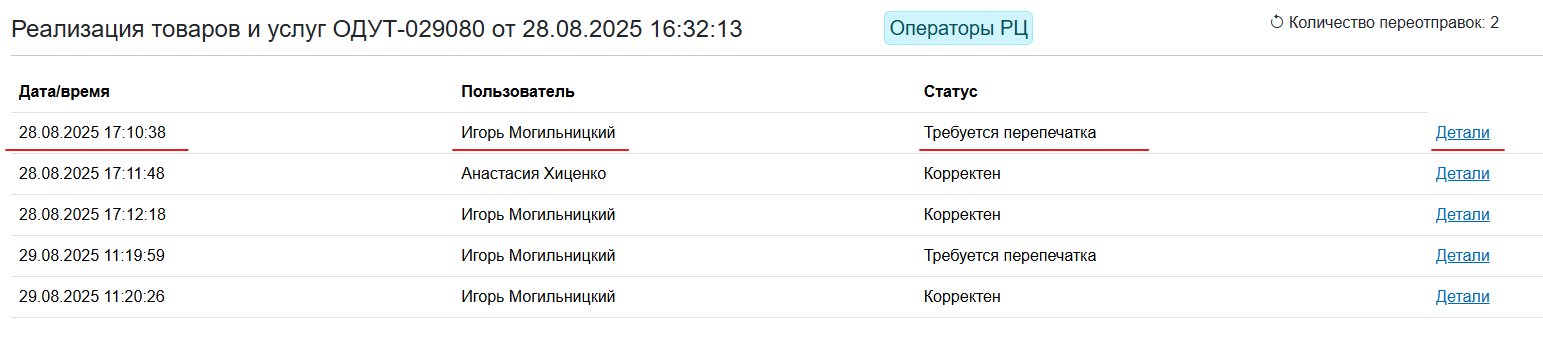 Реализация товаров и услуг ОДУТ-029080 от 28.08.2025 16:32:13 Операторы РЦ Количество переотправок: 2
Дата/время Пользователь Статус
28.08.2025 17:10:38 Игорь Могильницкий Требуется перепечатка Детали
28.08.2025 17:11:48 Анастасия Хиценко Корректен Детали
28.08.2025 17:12:18 Игорь Могильницкий Корректен Детали
29.08.2025 11:19:59 Игорь Могильницкий Требуется перепечатка Детали
29.08.2025 11:20:26 Игорь Могильницкий Корректен Детали